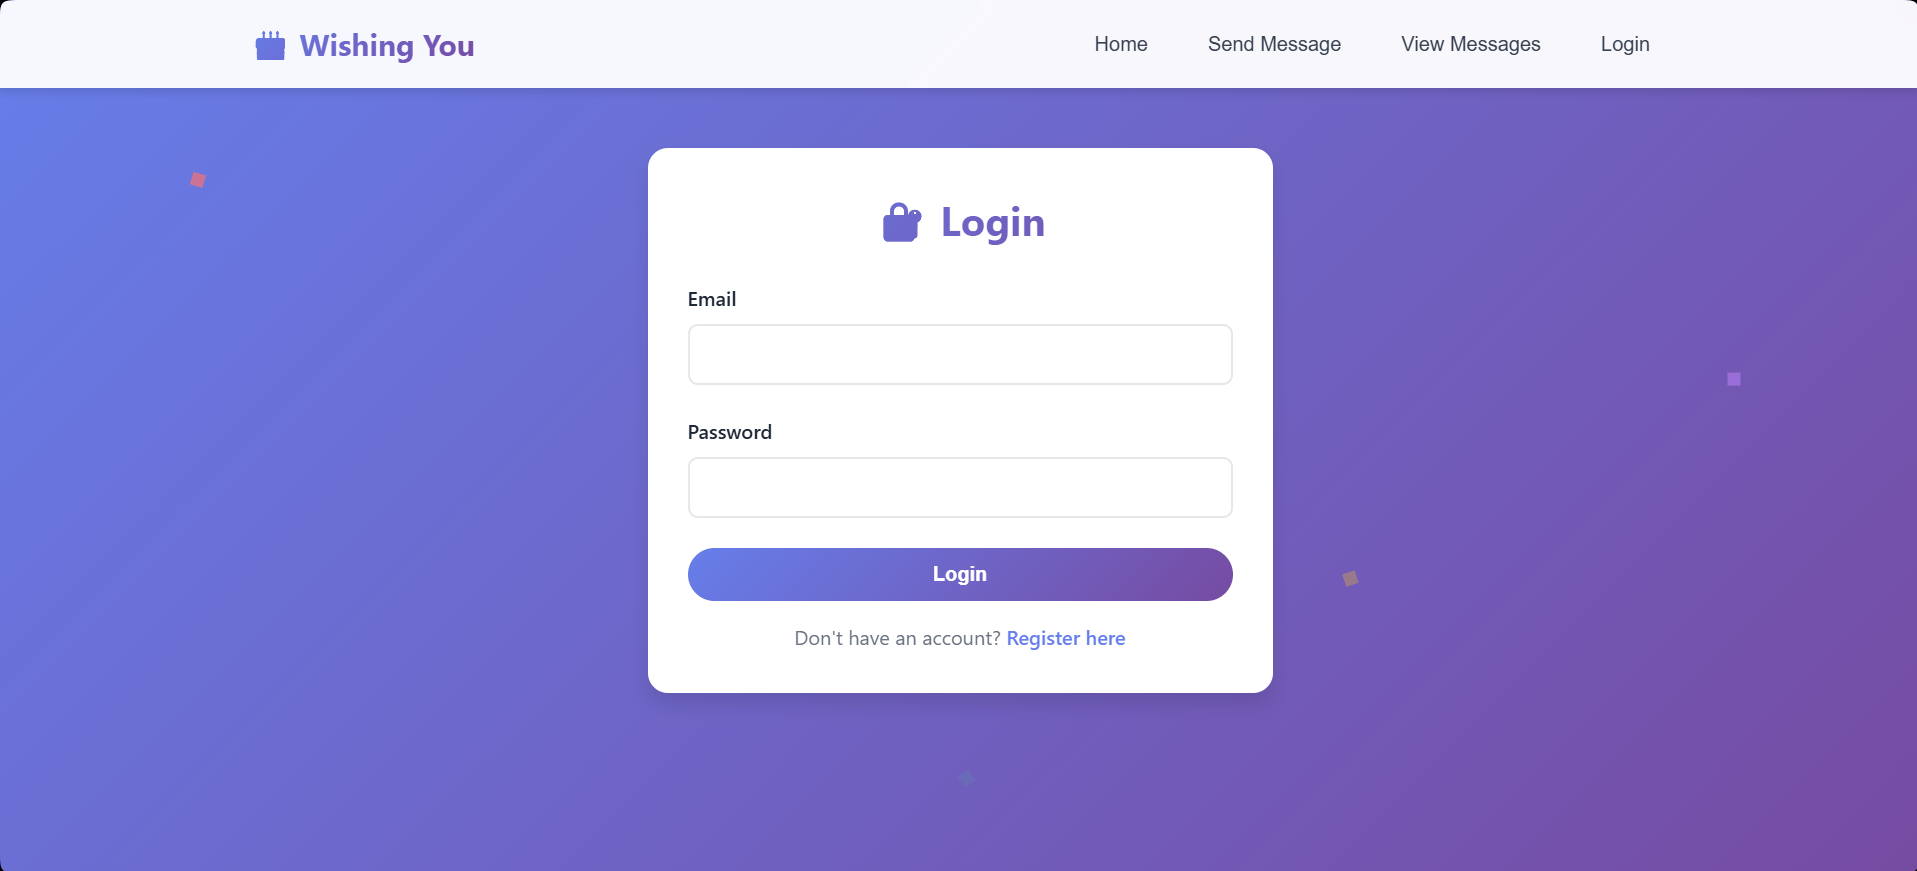 Wishing You
Home
Send Message
View Messages
Login
Login
Email
Password
Login
Don't have an account? Register here